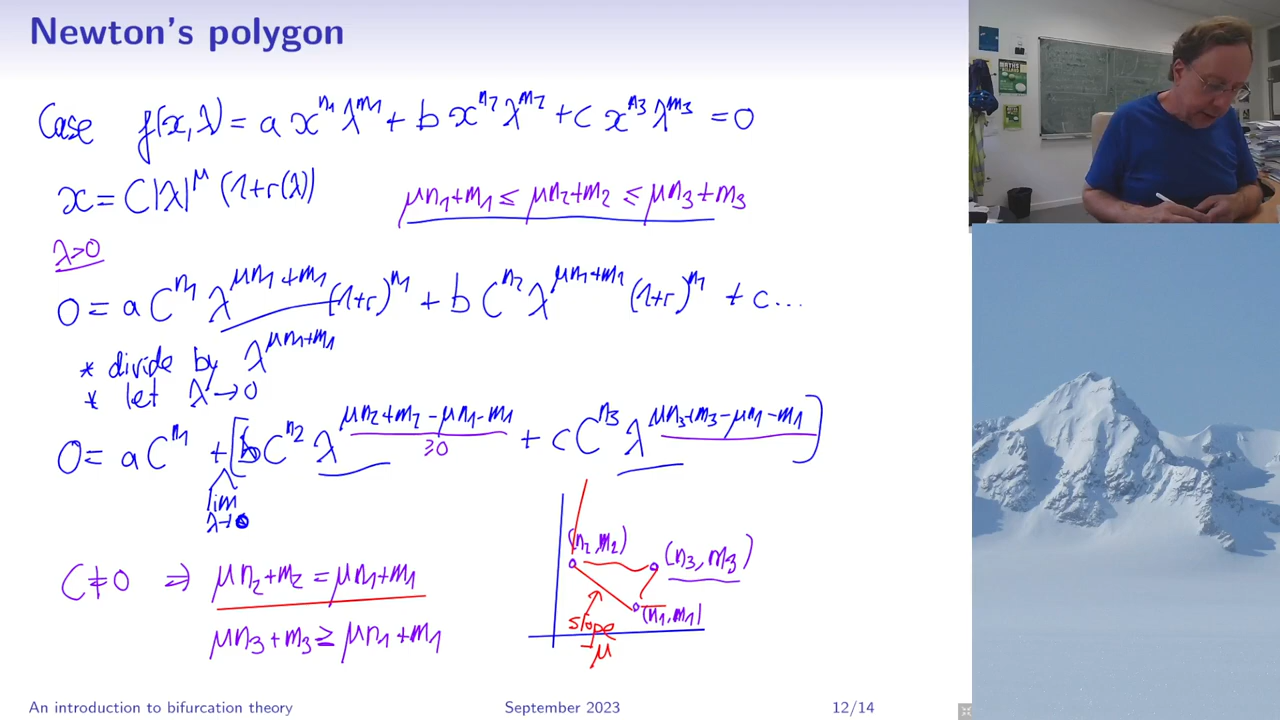 Newton's polygon
Case f(x,λ) = a x^{n₁} λ^{m₁} + b x^{n₂} λ^{m₂} + c x^{n₃} λ^{m₃} = 0
x = C|λ|^μ (1+r(λ))
μn₁+m₁ ≤ μn₂+m₂ ≤ μn₃+m₃
λ>0
0 = a C^{n₁} λ^{μn₁+m₁} (1+r)^{n₁} + b C^{n₂} λ^{μn₁+m₂} (1+r)^{n₁} + c...
* divide by λ^{μn₁+m₁}
* let λ→0
0 = a C^{n₁} + [b C^{n₂} λ^{μn₂+m₂-μn₁-m₁} + c C^{n₃} λ^{μn₃+m₃-μn₁-m₁}]
≥0
lim
λ→0
C≠0 ⇒ μn₂+m₂ = μn₁+m₁
μn₃+m₃ ≥ μn₁+m₁
(n₂,m₂)
(n₃,m₃)
(n₁,m₁)
slope
-μ
An introduction to bifurcation theory
September 2023
12/14